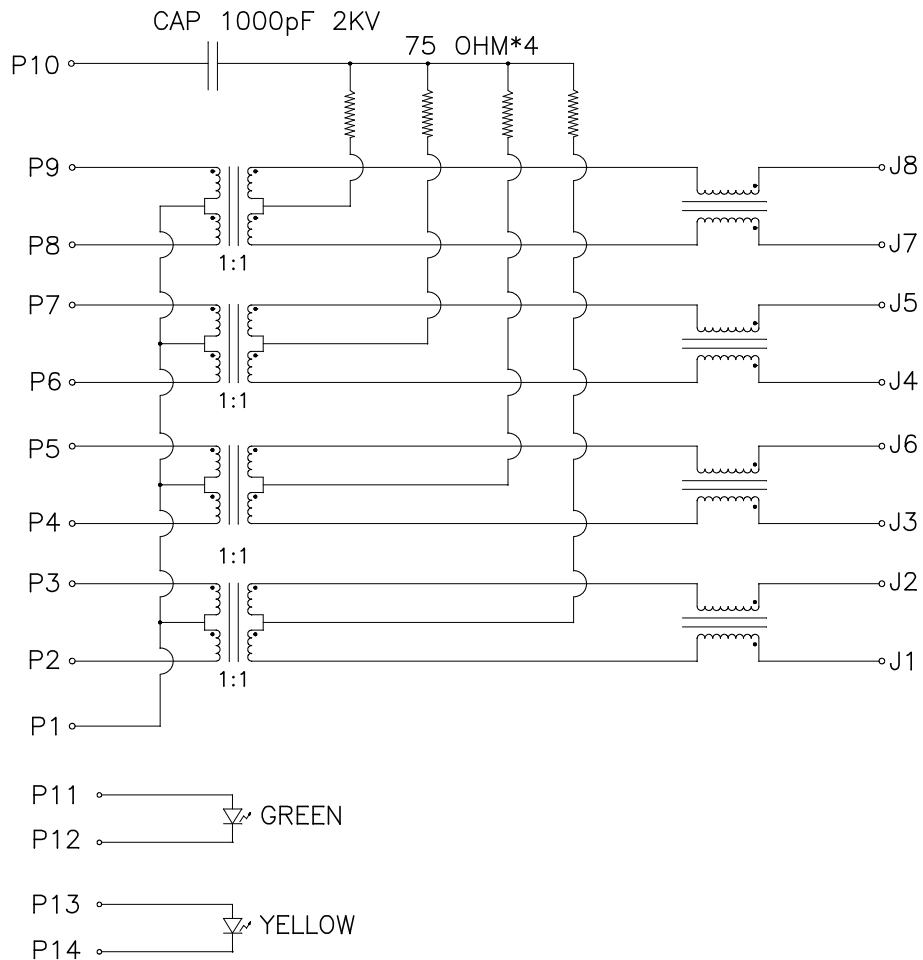 CAP 1000pF 2KV
75 OHM*4
P10
P9
J8
P8
J7
1:1
P7
J5
P6
J4
1:1
P5
J6
P4
J3
1:1
P3
J2
P2
J1
1:1
P1
P11
GREEN
P12
P13
YELLOW
P14